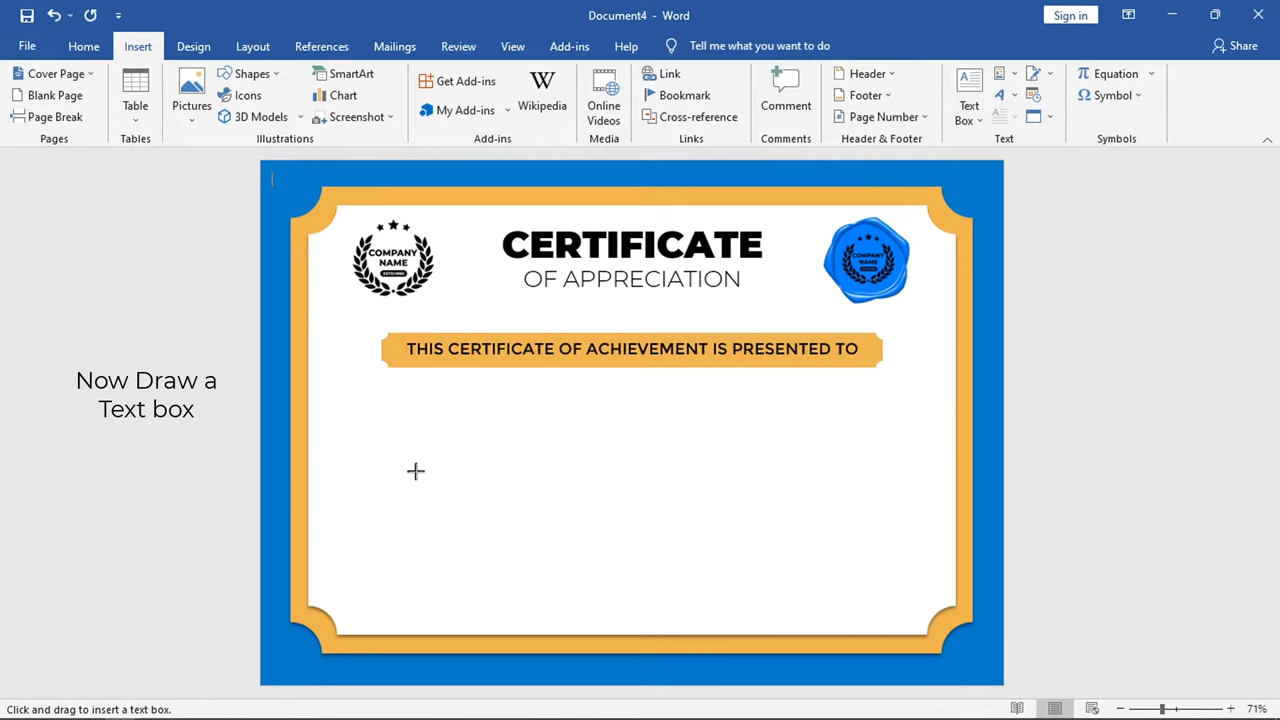 Document4 - Word
Sign in
File Home Insert Design Layout References Mailings Review View Add-ins Help Tell me what you want to do Share
Cover Page
Blank Page
Page Break
Pages
Table
Tables
Pictures
Shapes
Icons
3D Models
SmartArt
Chart
Screenshot
Illustrations
Get Add-ins
My Add-ins
Wikipedia
Add-ins
Online
Videos
Media
Link
Bookmark
Cross-reference
Links
Comment
Comments
Header
Footer
Page Number
Header & Footer
Text
Box
Text
Equation
Symbol
Symbols
COMPANY
NAME
CERTIFICATE
OF APPRECIATION
COMPANY
NAME
THIS CERTIFICATE OF ACHIEVEMENT IS PRESENTED TO
Now Draw a
Text box
Click and drag to insert a text box.
71%